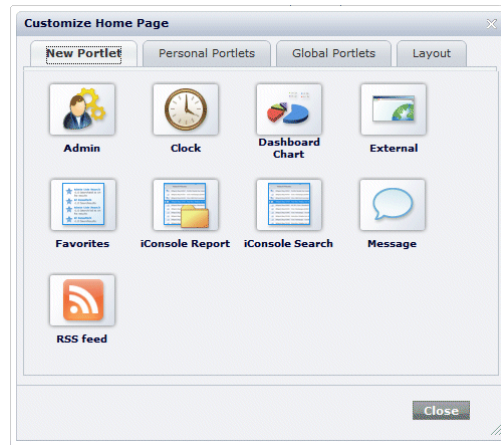 Customize Home Page
New Portlet Personal Portlets Global Portlets Layout
Admin Clock Dashboard Chart External
Favorites iConsole Report iConsole Search Message
RSS feed
Close